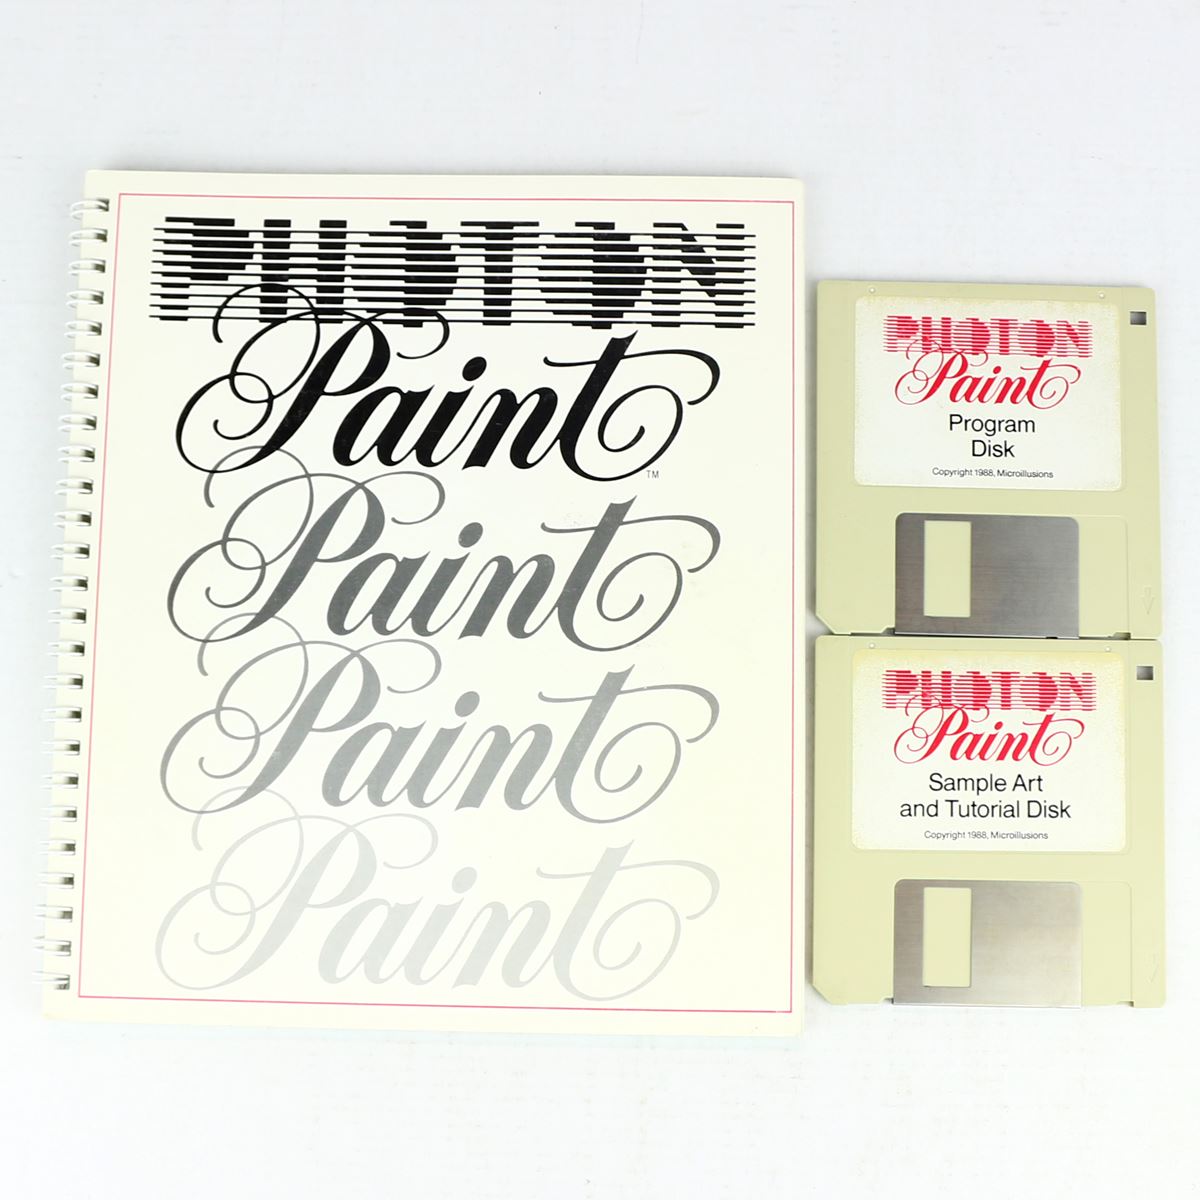 PHOTON
Paint
TM
Paint
Paint
Paint
PHOTON
Paint
Program
Disk
Copyright 1988, Microillusions
PHOTON
Paint
Sample Art
and Tutorial Disk
Copyright 1988, Microillusions